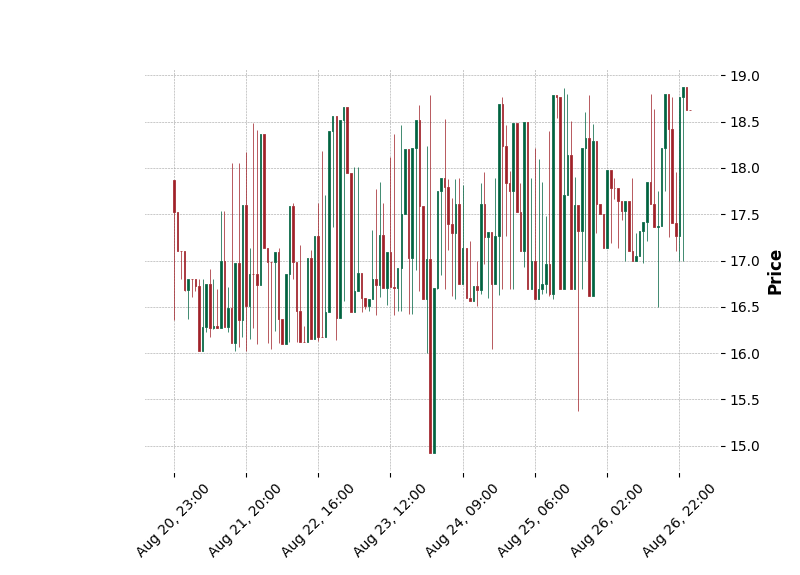 19.0
18.5
18.0
17.5
17.0
16.5
16.0
15.5
15.0
Price
Aug 20, 23:00
Aug 21, 20:00
Aug 22, 16:00
Aug 23, 12:00
Aug 24, 09:00
Aug 25, 06:00
Aug 26, 02:00
Aug 26, 22:00